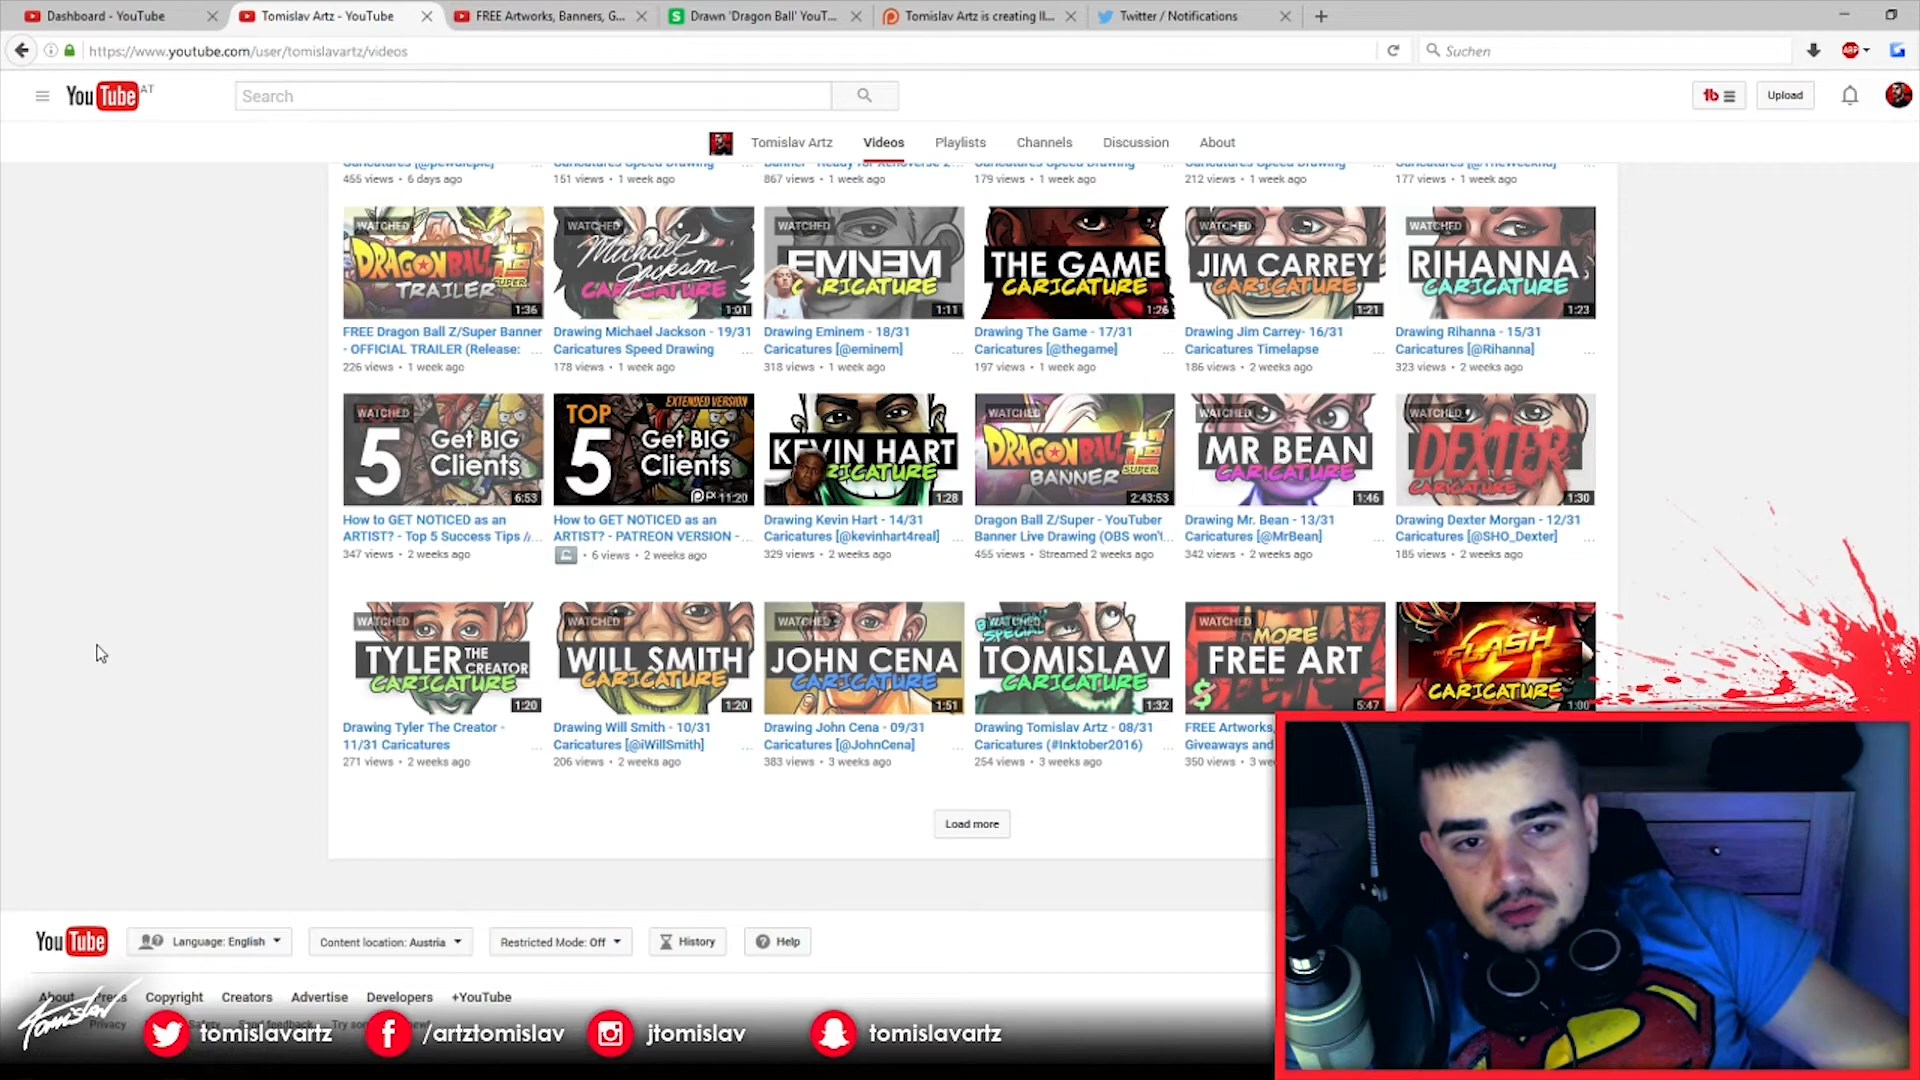 Dashboard - YouTube
Tomislav Artz - YouTube
FREE Artworks, Banners, G...
Drawn 'Dragon Ball' YouT...
Tomislav Artz is creating Il...
Twitter / Notifications
https://www.youtube.com/user/tomislavartz/videos
Suchen
ABP
YouTube AT
Search
Upload
Tomislav Artz
Videos
Playlists
Channels
Discussion
About
455 views • 6 days ago
151 views • 1 week ago
867 views • 1 week ago
179 views • 1 week ago
212 views • 1 week ago
177 views • 1 week ago
WATCHED
DRAGONBALL SUPER
TRAILER
1:36
WATCHED
Michael Jackson
CARICATURE
1:01
WATCHED
EMINEM
CARICATURE
1:11
THE GAME
CARICATURE
1:26
WATCHED
JIM CARREY
CARICATURE
1:21
WATCHED
RIHANNA
CARICATURE
1:23
FREE Dragon Ball Z/Super Banner
- OFFICIAL TRAILER (Release: ...
226 views • 1 week ago
Drawing Michael Jackson - 19/31
Caricatures Speed Drawing ...
178 views • 1 week ago
Drawing Eminem - 18/31
Caricatures [@eminem] ...
318 views • 1 week ago
Drawing The Game - 17/31
Caricatures [@thegame] ...
197 views • 1 week ago
Drawing Jim Carrey- 16/31
Caricatures Timelapse ...
186 views • 2 weeks ago
Drawing Rihanna - 15/31
Caricatures [@Rihanna] ...
323 views • 2 weeks ago
WATCHED
5 Get BIG
Clients
6:53
TOP
EXTENDED VERSION
5 Get BIG
Clients
11:20
KEVIN HART
CARICATURE
1:28
WATCHED
DRAGONBALL SUPER
BANNER
2:43:53
WATCHED
MR BEAN
CARICATURE
1:46
WATCHED
DEXTER
CARICATURE
1:30
How to GET NOTICED as an
ARTIST? - Top 5 Success Tips //...
347 views • 2 weeks ago
How to GET NOTICED as an
ARTIST? - PATREON VERSION - ...
• 6 views • 2 weeks ago
Drawing Kevin Hart - 14/31
Caricatures [@kevinhart4real] ...
329 views • 2 weeks ago
Dragon Ball Z/Super - YouTuber
Banner Live Drawing (OBS won't...
455 views • Streamed 2 weeks ago
Drawing Mr. Bean - 13/31
Caricatures [@MrBean] ...
342 views • 2 weeks ago
Drawing Dexter Morgan - 12/31
Caricatures [@SHO_Dexter] ...
185 views • 2 weeks ago
WATCHED
TYLER THE CREATOR
CARICATURE
1:20
WATCHED
WILL SMITH
CARICATURE
1:20
WATCHED
JOHN CENA
CARICATURE
1:51
WATCHED
SPECIAL
TOMISLAV
CARICATURE
1:32
WATCHED
MORE
FREE ART
$
5:47
THE FLASH
CARICATURE
1:00
Drawing Tyler The Creator -
11/31 Caricatures ...
271 views • 2 weeks ago
Drawing Will Smith - 10/31
Caricatures [@iWillSmith] ...
206 views • 2 weeks ago
Drawing John Cena - 09/31
Caricatures [@JohnCena] ...
383 views • 3 weeks ago
Drawing Tomislav Artz - 08/31
Caricatures (#Inktober2016) ...
254 views • 3 weeks ago
FREE Artworks,
Giveaways and
350 views • 3
Load more
YouTube
Language: English
Content location: Austria
Restricted Mode: Off
History
Help
About
Press
Copyright
Creators
Advertise
Developers
+YouTube
Privacy
Safety
Send feedback
Tomislav
tomislavartz
/artztomislav
jtomislav
tomislavartz